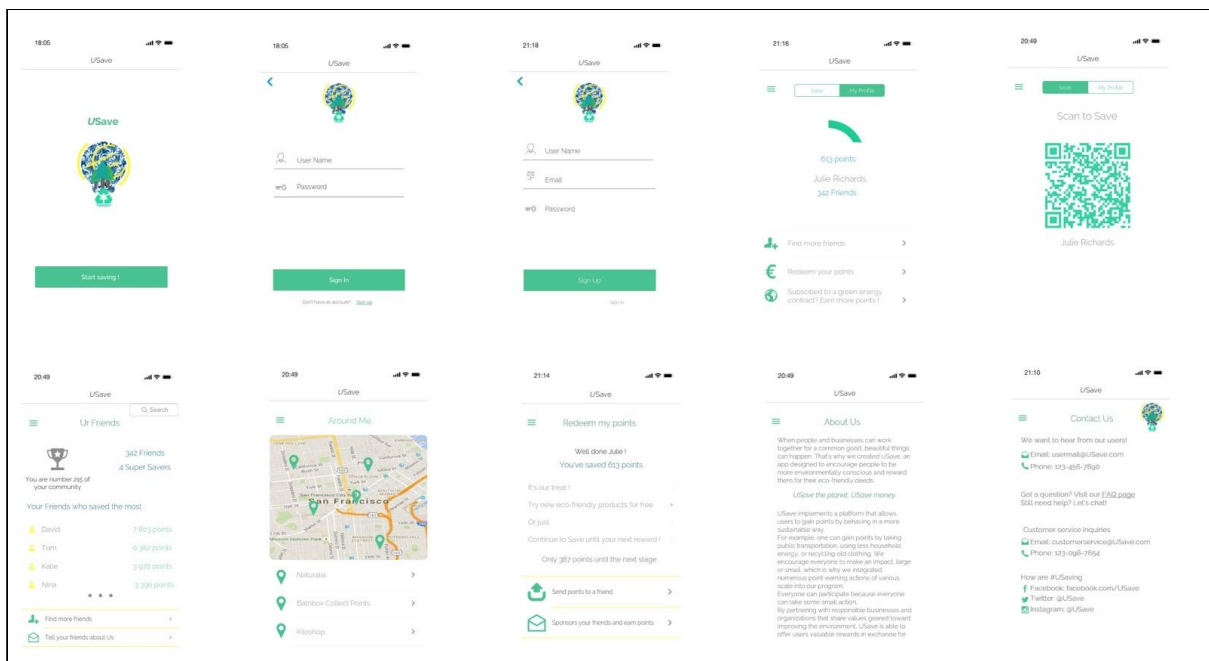 18:05
USave
USave
Start saving !
18:05
USave
User Name
Password
Sign In
Don't have an account? Sign up
21:18
USave
User Name
Email
Password
Sign Up
Sign In
21:16
USave
Save My Profile
613 points
Julie Richards
342 Friends
Find more friends
Redeem your points
Subscibed to a green energy
contract? Earn more points !
20:49
USave
Save My Profile
Scan to Save
Julie Richards
20:49
USave
Search
Ur Friends
342 Friends
4 Super Savers
You are number 215 of
your community
Your Friends who saved the most :
David 7 803 points
Tom 6 382 points
Katie 3 978 points
Nina 3 396 points
Find more friends
Tell your friends about Us
20:49
USave
Around Me
San Francisco
Naturalia
Batribox Collect Points
Kiloshop
21:14
USave
Redeem my points
Well done Julie !
You've saved 613 points
It's our treat !
Try new eco-friendly products for free
Or just
Continue to Save until your next reward !
Only 387 points until the next stage
Send points to a friend
Sponsors your friends and earn points
20:49
USave
About Us
When people and businesses can work
together for a common good, beautiful things
can happen. That's why we created USave, an
app designed to encourage people to be
more environmentally conscious and reward
them for their eco-friendly deeds.
USave the planet, USave money.
USave implements a platform that allows
users to gain points by behaving in a more
sustainable way.
For example, one can gain points by taking
public transportation, using less household
energy, or recycling old clothing. We
encourage everyone to make an impact, large
or small, which is why we integrated
numerous point-earning actions of various
scale into our program.
Everyone can participate because everyone
can take some small action.
By partnering with responsible businesses and
organizations that share values geared toward
improving the environment, USave is able to
offer users valuable rewards in exchange for
21:10
USave
Contact Us
We want to hear from our users!
Email: usermail@USave.com
Phone: 123-456-7890
Got a question? Visit our FAQ page
Still need help? Let's chat!
Customer service inquiries
Email: customerservice@USave.com
Phone: 123-098-7654
How are #USaving
Facebook: facebook.com/USave
Twitter: @USave
Instagram: @USave